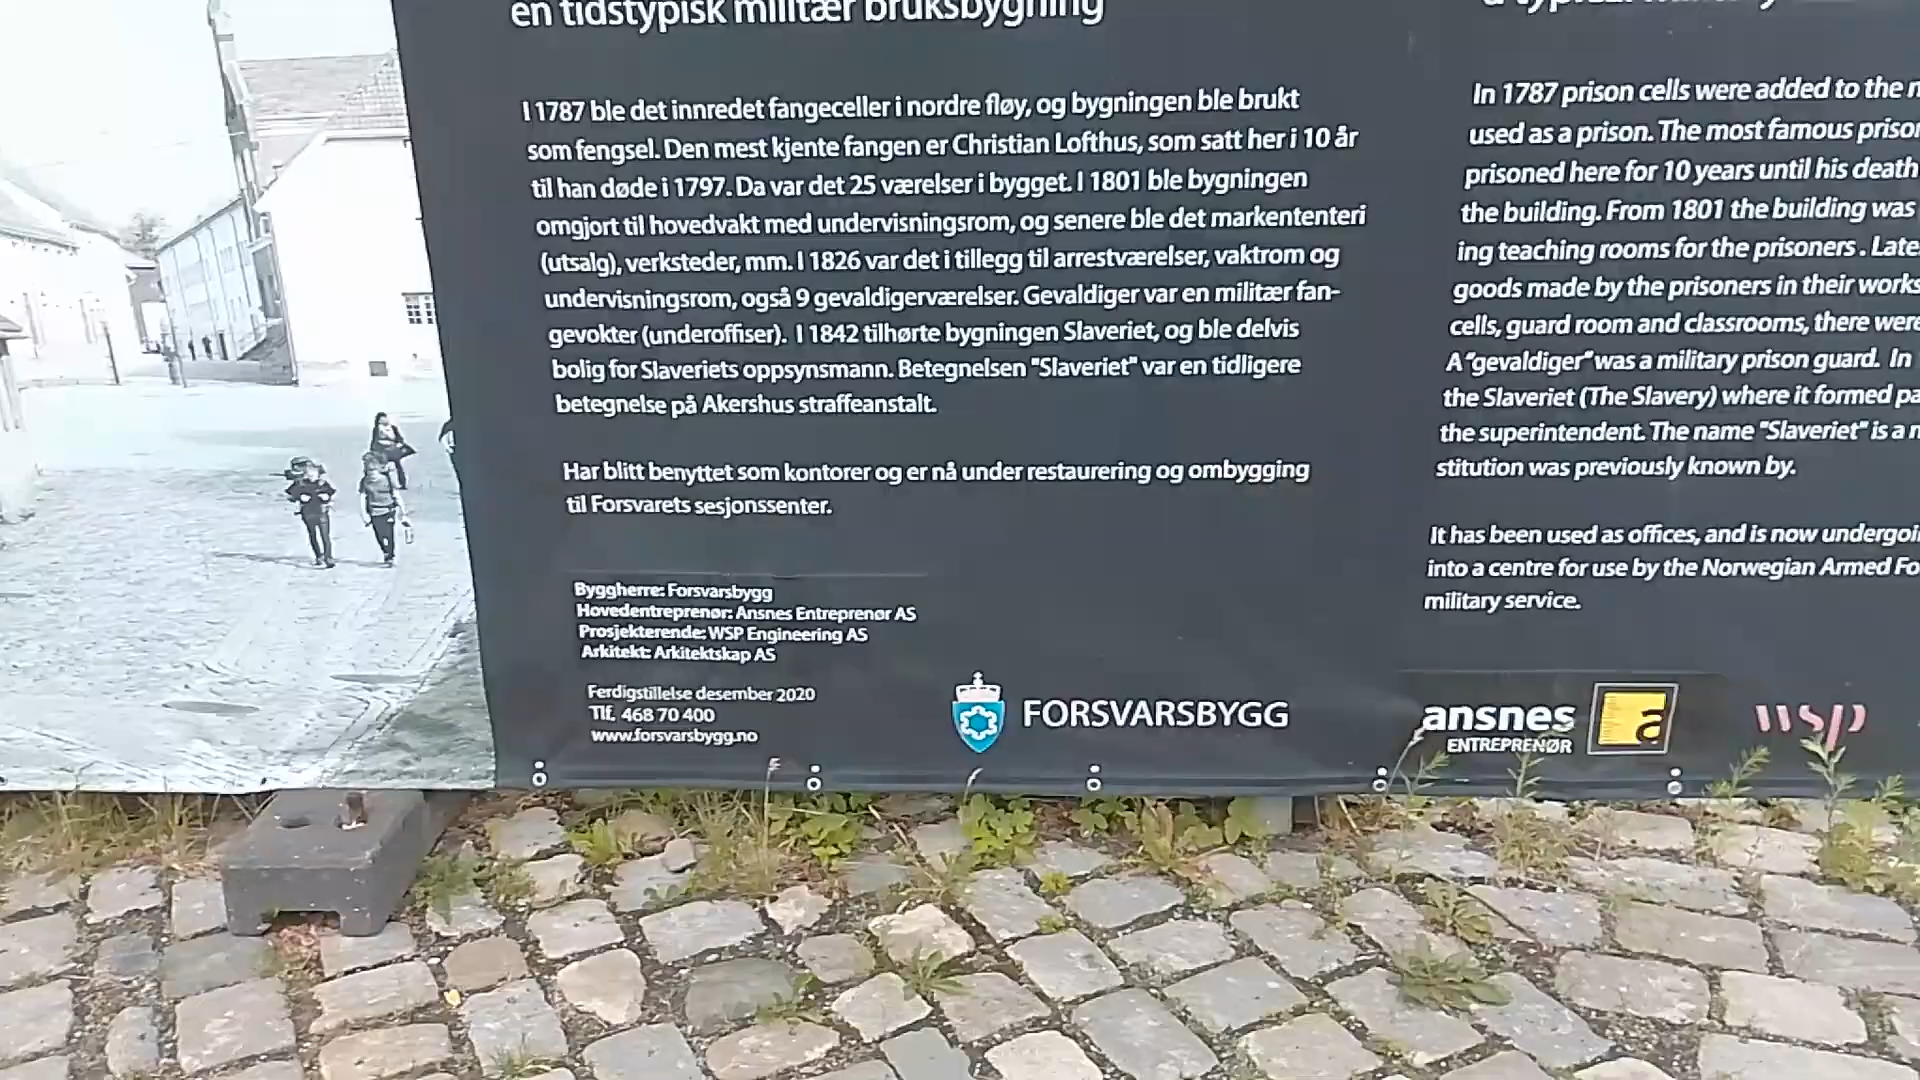 en tidstypisk militær bruksbygning
I 1787 ble det innredet fangeceller i nordre fløy, og bygningen ble brukt
som fengsel. Den mest kjente fangen er Christian Lofthus, som satt her i 10 år
til han døde i 1797. Da var det 25 værelser i bygget. I 1801 ble bygningen
omgjort til hovedvakt med undervisningsrom, og senere ble det markententeri
(utsalg), verksteder, mm. I 1826 var det i tillegg til arrestværelser, vaktrom og
undervisningsrom, også 9 gevaldigerværelser. Gevaldiger var en militær fan-
gevokter (underoffiser). I 1842 tilhørte bygningen Slaveriet, og ble delvis
bolig for Slaveriets oppsynsmann. Betegnelsen "Slaveriet" var en tidligere
betegnelse på Akershus straffeanstalt.
Har blitt benyttet som kontorer og er nå under restaurering og ombygging
til Forsvarets sesjonssenter.
Byggherre: Forsvarsbygg
Hovedentreprenør: Ansnes Entreprenør AS
Prosjekterende: WSP Engineering AS
Arkitekt: Arkitektskap AS
Ferdigstillelse desember 2020
Tlf. 468 70 400
www.forsvarsbygg.no
FORSVARSBYGG
In 1787 prison cells were added to the
used as a prison. The most famous
prisoned here for 10 years until his death
the building. From 1801 the building was
ing teaching rooms for the prisoners . Late
goods made by the prisoners in their
cells, guard room and classrooms, there were
A "gevaldiger" was a military prison guard. In
the Slaveriet (The Slavery) where it formed
the superintendent. The name "Slaveriet" is a
stitution was previously known by.
It has been used as offices, and is now
into a centre for use by the Norwegian Armed
military service.
ansnes
ENTREPRENØR
a
wsp